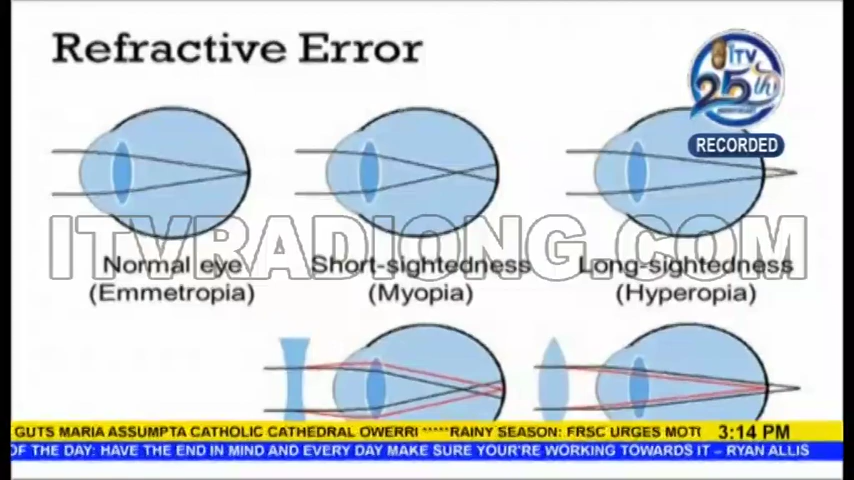 Refractive Error
ITV
25th
RECORDED
ITVRADIONG.COM
Normal eye
(Emmetropia)
Short-sightedness
(Myopia)
Long-sightedness
(Hyperopia)
GUTS MARIA ASSUMPTA CATHOLIC CATHEDRAL OWERRI *****RAINY SEASON: FRSC URGES MOT
3:14 PM
OF THE DAY: HAVE THE END IN MIND AND EVERY DAY MAKE SURE YOU'RE WORKING TOWARDS IT – RYAN ALLIS